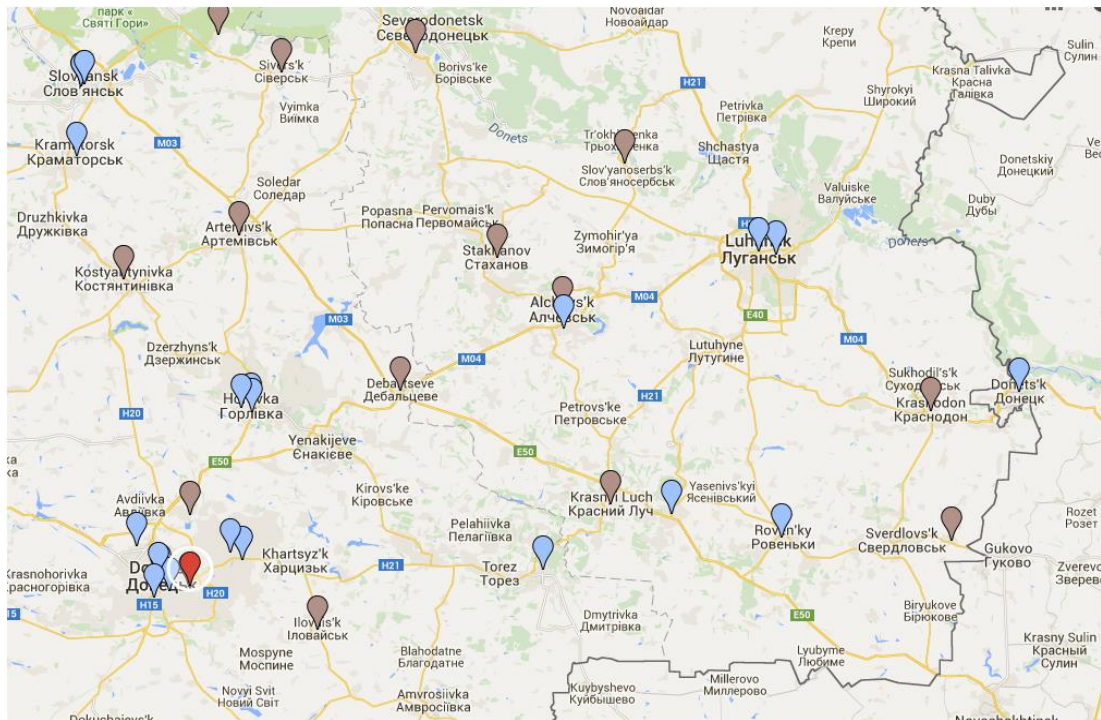 парк «
Святі Гори»
Severodonetsk
Novoaidar
Новоайдар
Krepy
Крепи
Sulin
Сулин
Sivers'k
Сіверськ
Borivs'ke
Борівське
H21
Krasna Talivka
Красна
Талівка
Slov'yansk
Слов'янськ
Shyrokyi
Широкий
Vyimka
Виїмка
Petrivka
Петрівка
Donets
M03
Kramatorsk
Краматорськ
Shchastya
Щастя
Slov'yanoserbs'k
Слов'яносербськ
Donetskiy
Донецкий
Soledar
Соледар
Valuiske
Валуйське
Duby
Дубы
Druzhkivka
Дружківка
Artemivs'k
Артемівськ
Popasna
Попасна
Pervomais'k
Первомайськ
Zymohir'ya
Зимогір'я
Stakhanov
Стаханов
Luhans'k
Луганськ
Donets
Kostyantynivka
Костянтинівка
M04
Alchevs'k
Алчевськ
E40
M03
Dzerzhyns'k
Дзержинськ
Lutuhyne
Лутугине
M04
M04
Debaltseve
Дебальцеве
Sukhodil's'k
Donets'k
Донецк
Krasnodon
Краснодон
H21
H20
Горлівка
Petrovs'ke
Петровське
Yenakijeve
Єнакієве
E50
E50
Avdiivka
Авдіївка
Kirovs'ke
Кіровське
Krasnyi Luch
Красний Луч
Yasenivs'kyi
Ясенівський
Rozet
Розет
Pelahiivka
Пелагіївка
Roven'ky
Ровеньки
Sverdlovs'k
Свердловськ
Gukovo
Гуково
Khartsyz'k
Харцизьк
H21
Torez
Торез
Zverevo
Зверево
Krasnohorivka
Красногорівка
H20
H15
Ilovais'k
Іловайськ
Dmytrivka
Дмитрівка
E50
Biryukove
Бірюкове
Mospyne
Моспине
Blahodatne
Благодатне
Lyubyme
Любиме
Krasny Sulin
Красный
Сулин
Novyi Svit
Новий Світ
Amvrosiivka
Амвросіївка
Kuybyshevo
Куйбышево
Millerovo
Миллерово